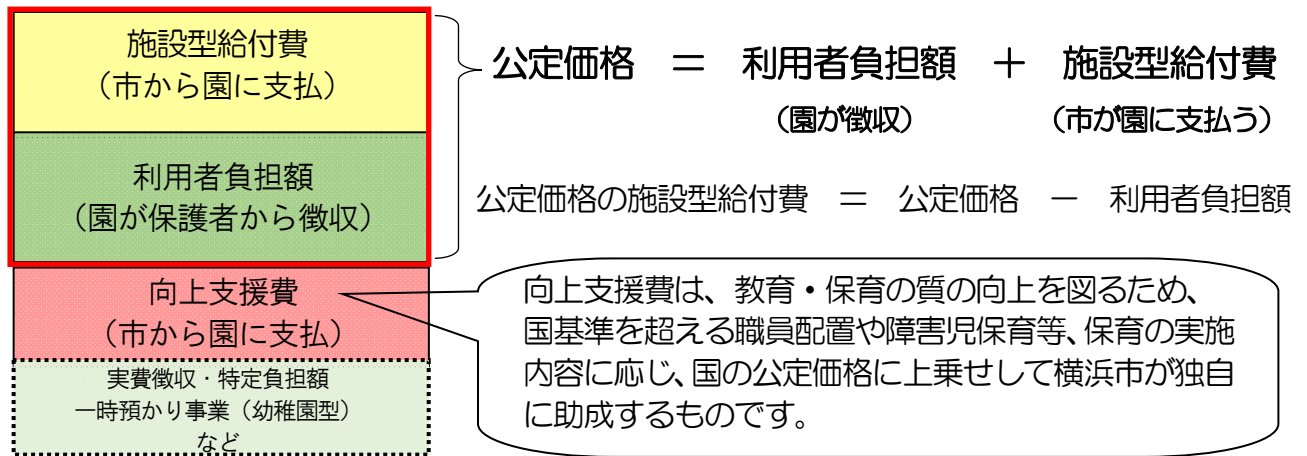 施設型給付費
（市から園に支払）
利用者負担額
（園が保護者から徴収）
向上支援費
（市から園に支払）
実費徴収・特定負担額
一時預かり事業（幼稚園型）
など
公定価格 ＝ 利用者負担額 ＋ 施設型給付費
（園が徴収） （市が園に支払う）
公定価格の施設型給付費 ＝ 公定価格 － 利用者負担額
向上支援費は、教育・保育の質の向上を図るため、
国基準を超える職員配置や障害児保育等、保育の実施
内容に応じ、国の公定価格に上乗せして横浜市が独自
に助成するものです。